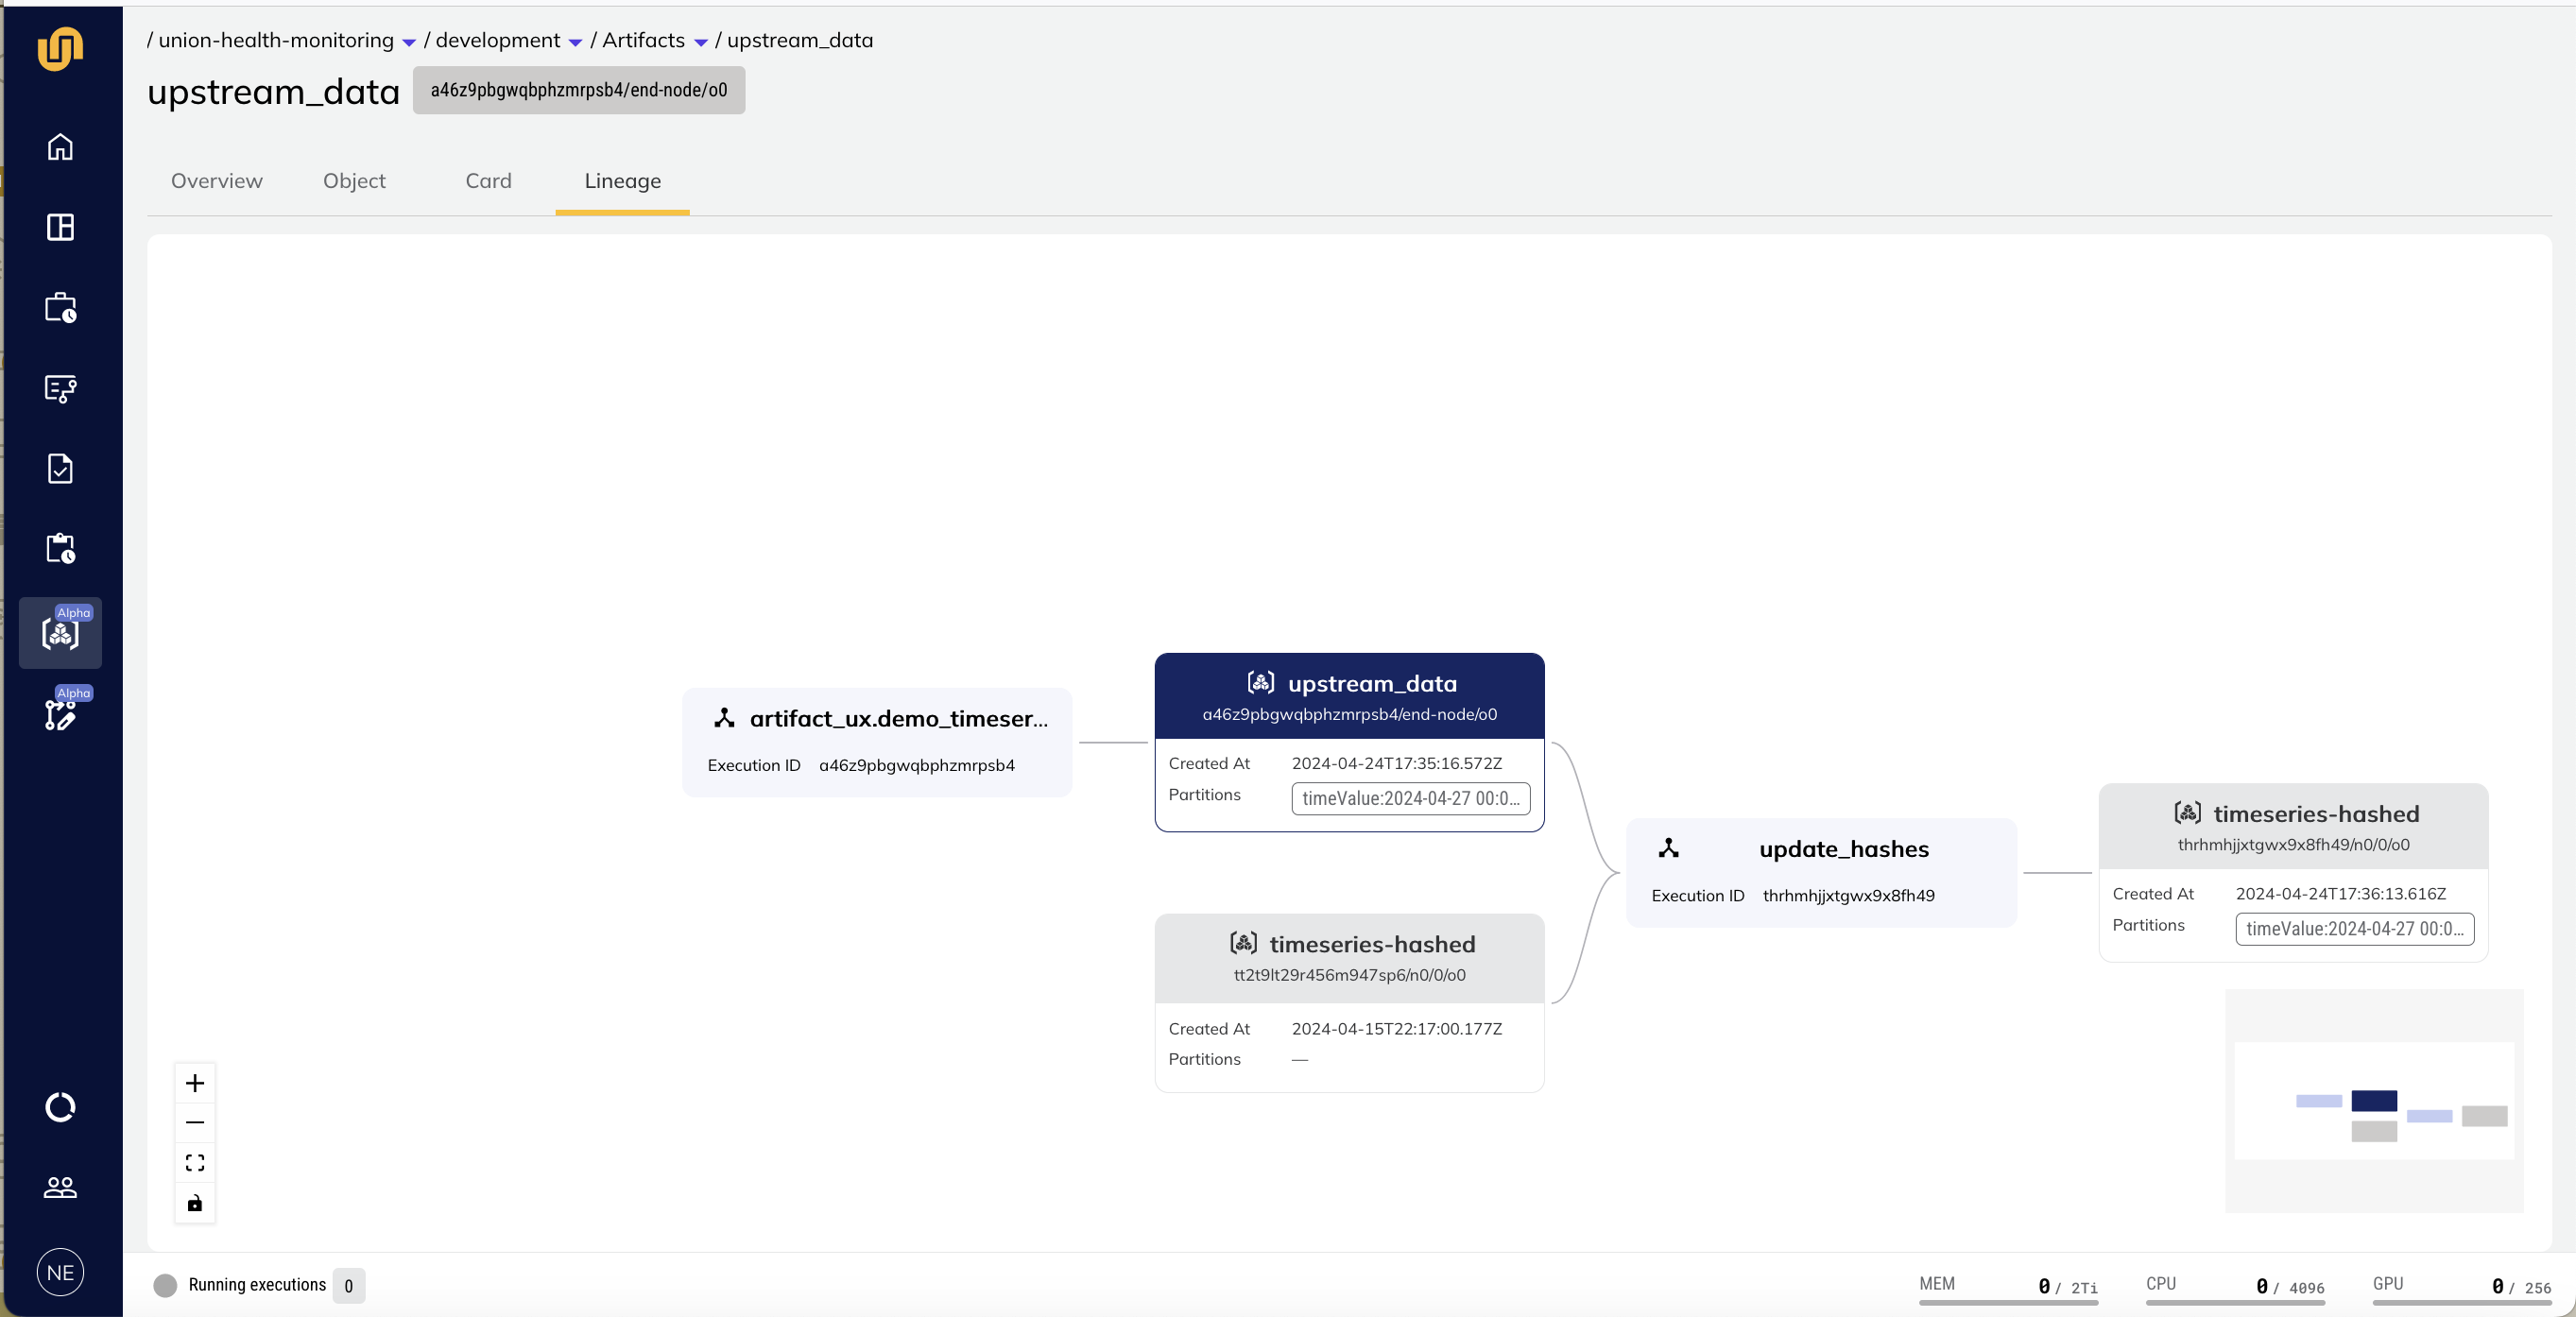 / union-health-monitoring / development / Artifacts / upstream_data
upstream_data a46z9pbgwqbphzmrpsb4/end-node/o0
Overview Object Card Lineage
Alpha
Alpha
artifact_ux.demo_timeser...
Execution ID a46z9pbgwqbphzmrpsb4
upstream_data
a46z9pbgwqbphzmrpsb4/end-node/o0
Created At 2024-04-24T17:35:16.572Z
Partitions timeValue:2024-04-27 00:0...
timeseries-hashed
tt2t9lt29r456m947sp6/n0/0/o0
Created At 2024-04-15T22:17:00.177Z
Partitions —
update_hashes
Execution ID thrhmhjjxtgwx9x8fh49
timeseries-hashed
thrhmhjjxtgwx9x8fh49/n0/0/o0
Created At 2024-04-24T17:36:13.616Z
Partitions timeValue:2024-04-27 00:0...
NE
Running executions 0
MEM 0 / 2Ti CPU 0 / 4096 GPU 0 / 256